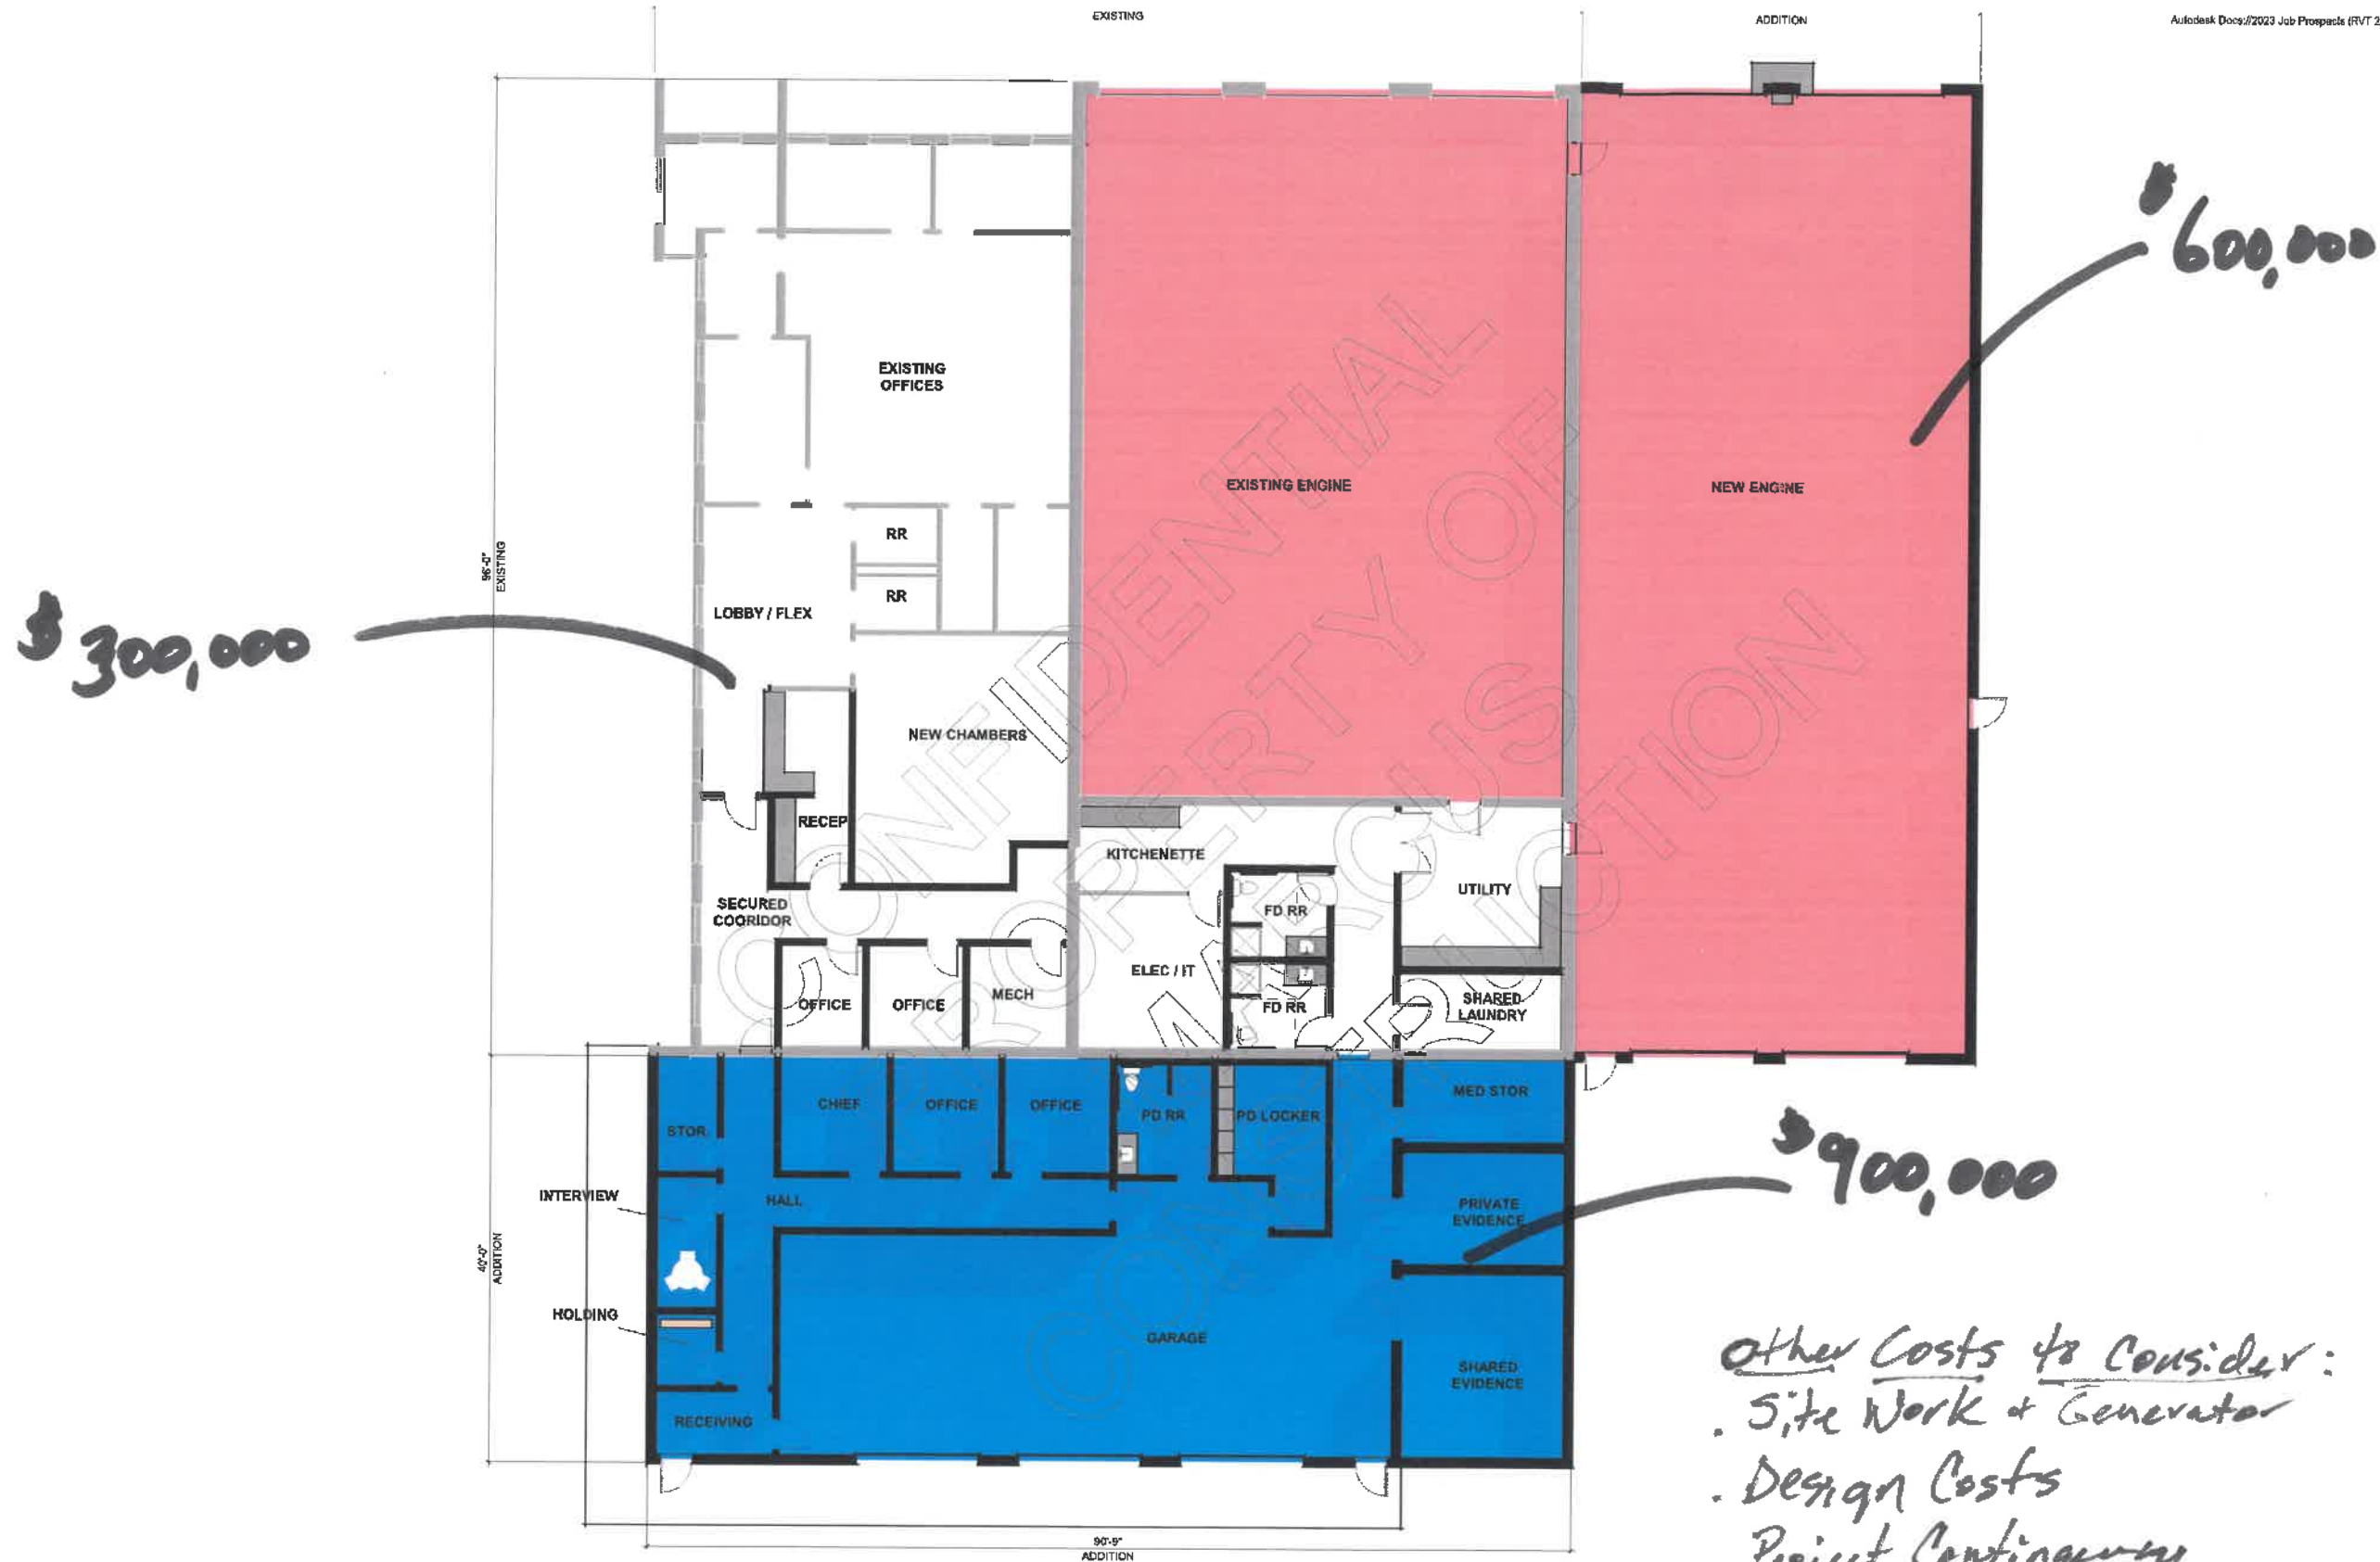 EXISTING
ADDITION
Autodesk Docs://2023 Job Prospects (RVT 2
$600,000
EXISTING
OFFICES
EXISTING ENGINE
NEW ENGINE
RR
RR
96'-0"
EXISTING
LOBBY / FLEX
$300,000
NEW CHAMBERS
RECEP
KITCHENETTE
UTILITY
SECURED
COORIDOR
FD RR
ELEC / IT
OFFICE
OFFICE
MECH
FD RR
SHARED
LAUNDRY
STOR.
CHIEF
OFFICE
OFFICE
PD RR
PD LOCKER
MED STOR
$900,000
INTERVIEW
HALL
PRIVATE
EVIDENCE
40'-0"
ADDITION
HOLDING
GARAGE
SHARED
EVIDENCE
RECEIVING
Other Costs to Consider:
. Site Work + Generator
. Design Costs
Project Contingency
90'-9"
ADDITION
CONFIDENTIAL
PROPERTY OF
MARCUS
CONSTRUCTION